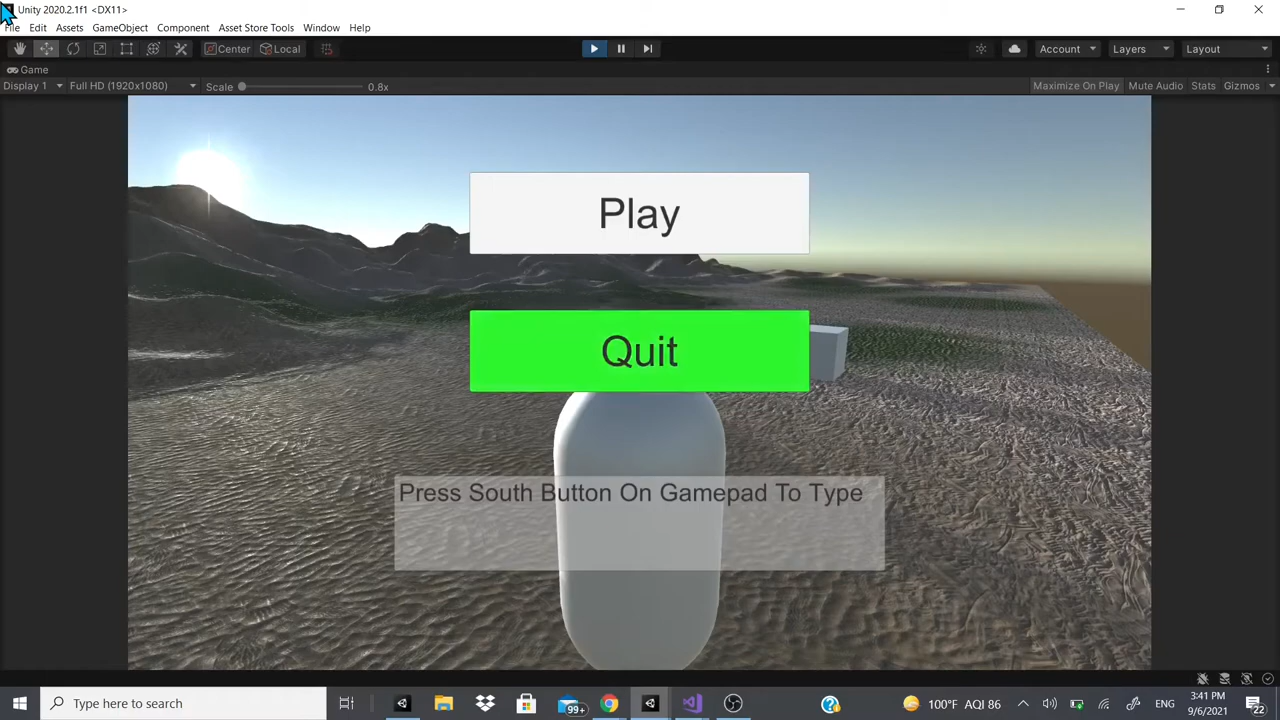 Unity 2020.2.1f1 <DX11>
File Edit Assets GameObject Component Asset Store Tools Window Help
Center Local Account Layers Layout
Game
Display 1 Full HD (1920x1080) Scale 0.8x Maximize On Play Mute Audio Stats Gizmos
Play
Quit
Press South Button On Gamepad To Type
Type here to search 99+ 100°F AQI 86 ENG 3:41 PM
9/6/2021 22